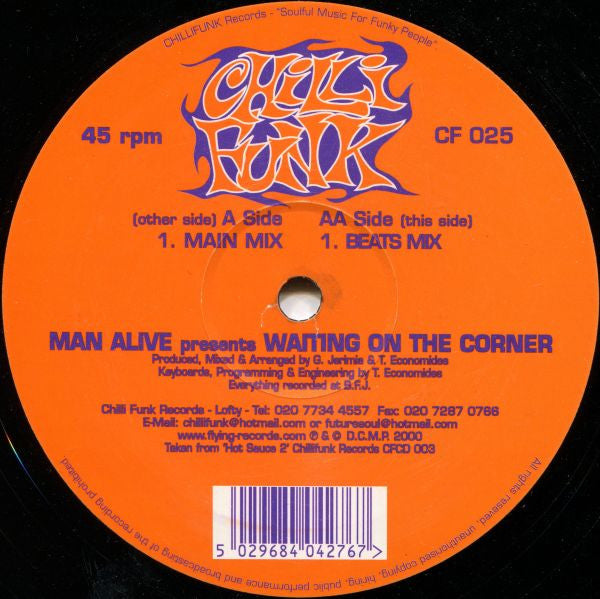 CHILLIFUNK Records - "Soulful Music For Funky People"
CHiLLi
FUNK
45 rpm
CF 025
(other side) A Side
AA Side (this side)
1. MAIN MIX
1. BEATS MIX
MAN ALIVE presents WAITING ON THE CORNER
Produced, Mixed & Arranged by G. Jerimie & T. Economides
Keyboards, Programming & Engineering by T. Economides
Everything recorded at B.F.J.
Chilli Funk Records - Lofty - Tel: 020 7734 4557 Fax: 020 7287 0766
E-Mail: chillifunk@hotmail.com or futuresoul@hotmail.com
www.flying-records.com ℗ & © D.C.M.P. 2000
Taken from 'Hot Sauce 2' Chillifunk Records CFCD 003
5 029684 042767 >
All rights reserved, unauthorised copying, hiring, public performance and broadcasting of the recording prohibited